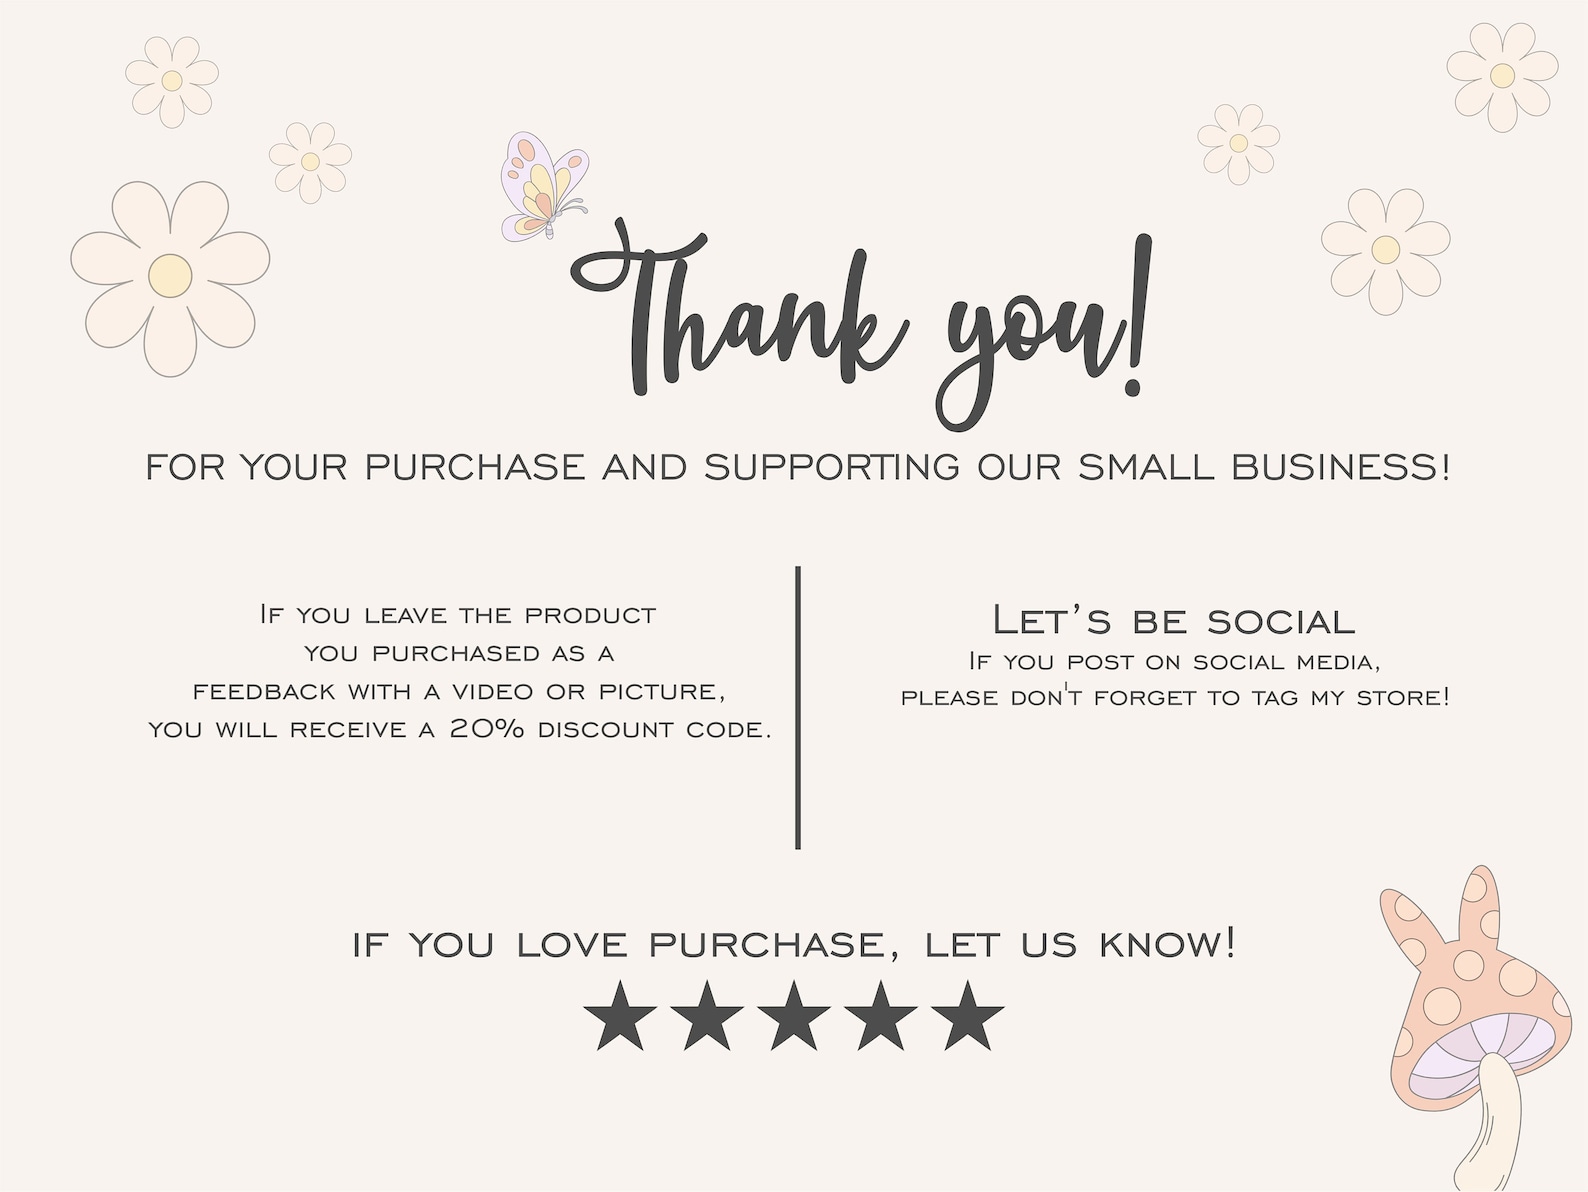 Thank you!
FOR YOUR PURCHASE AND SUPPORTING OUR SMALL BUSINESS!
IF YOU LEAVE THE PRODUCT
YOU PURCHASED AS A
FEEDBACK WITH A VIDEO OR PICTURE,
YOU WILL RECEIVE A 20% DISCOUNT CODE.
LET’S BE SOCIAL
IF YOU POST ON SOCIAL MEDIA,
PLEASE DON'T FORGET TO TAG MY STORE!
IF YOU LOVE PURCHASE, LET US KNOW!